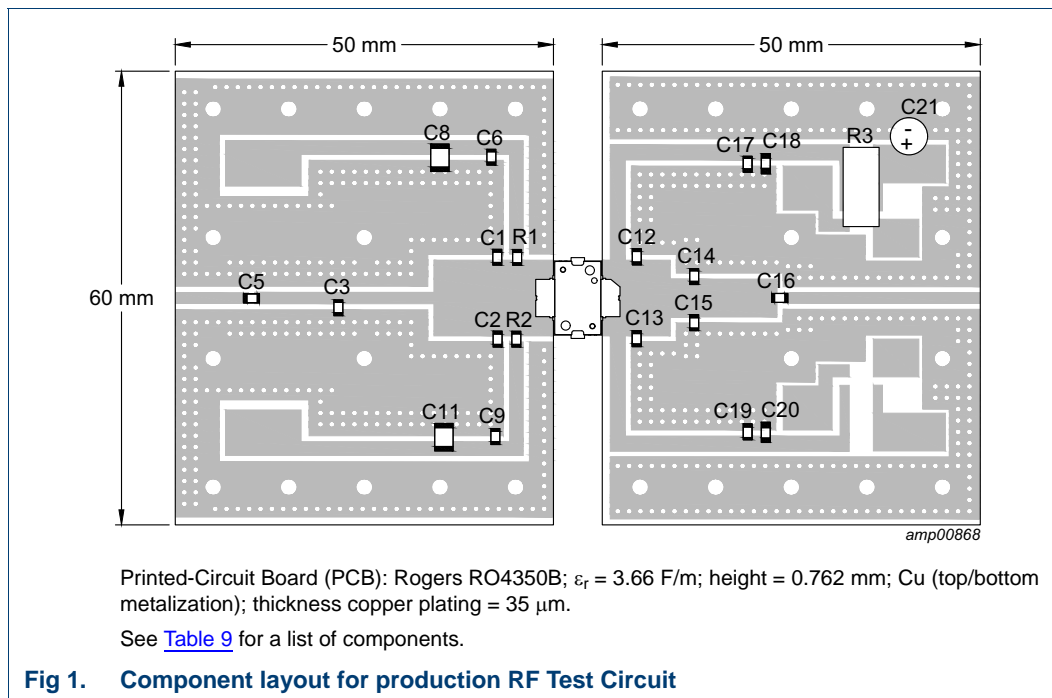 50 mm
50 mm
60 mm
C8
C6
C1
R1
C5
C3
C2
R2
C11
C9
C17
C18
R3
C21
-
+
C12
C14
C16
C15
C13
C19
C20
amp00868
Printed-Circuit Board (PCB): Rogers RO4350B; εr = 3.66 F/m; height = 0.762 mm; Cu (top/bottom
metalization); thickness copper plating = 35 μm.
See Table 9 for a list of components.
Fig 1. Component layout for production RF Test Circuit